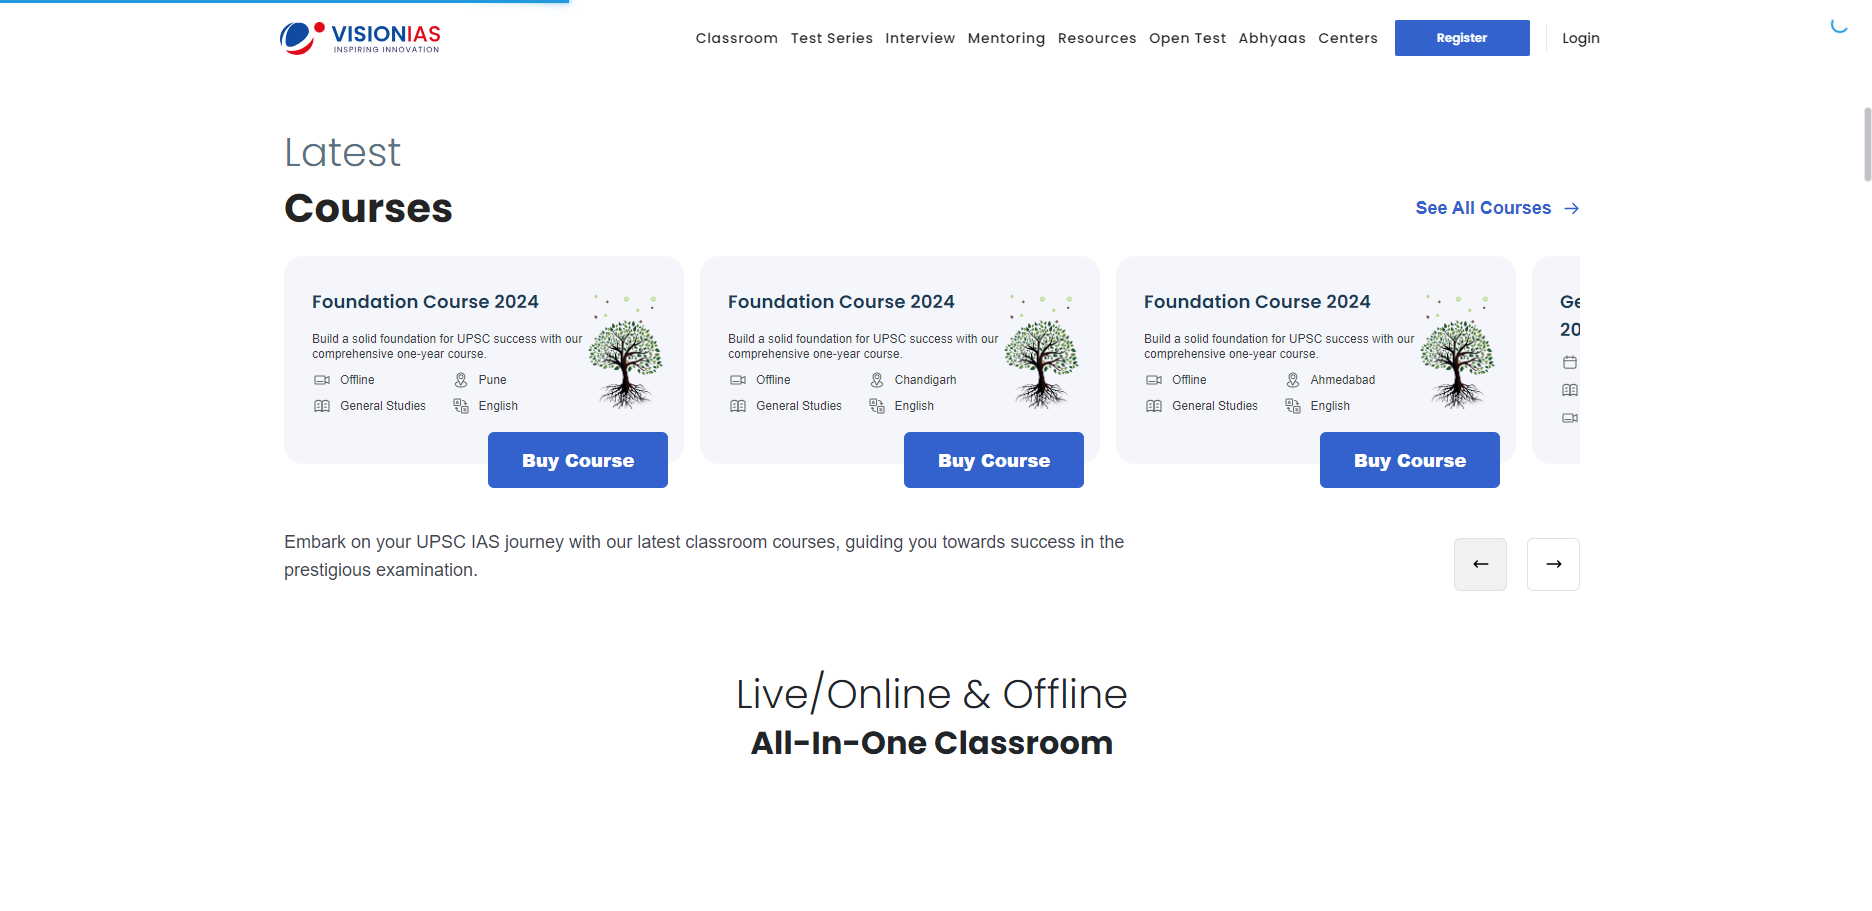 VISIONIAS
INSPIRING INNOVATION
Classroom Test Series Interview Mentoring Resources Open Test Abhyaas Centers Register Login
Latest
Courses
See All Courses
Foundation Course 2024
Build a solid foundation for UPSC success with our
comprehensive one-year course.
Offline Pune
General Studies English
Buy Course
Foundation Course 2024
Build a solid foundation for UPSC success with our
comprehensive one-year course.
Offline Chandigarh
General Studies English
Buy Course
Foundation Course 2024
Build a solid foundation for UPSC success with our
comprehensive one-year course.
Offline Ahmedabad
General Studies English
Buy Course
Ge
20
Embark on your UPSC IAS journey with our latest classroom courses, guiding you towards success in the
prestigious examination.
Live/Online & Offline
All-In-One Classroom